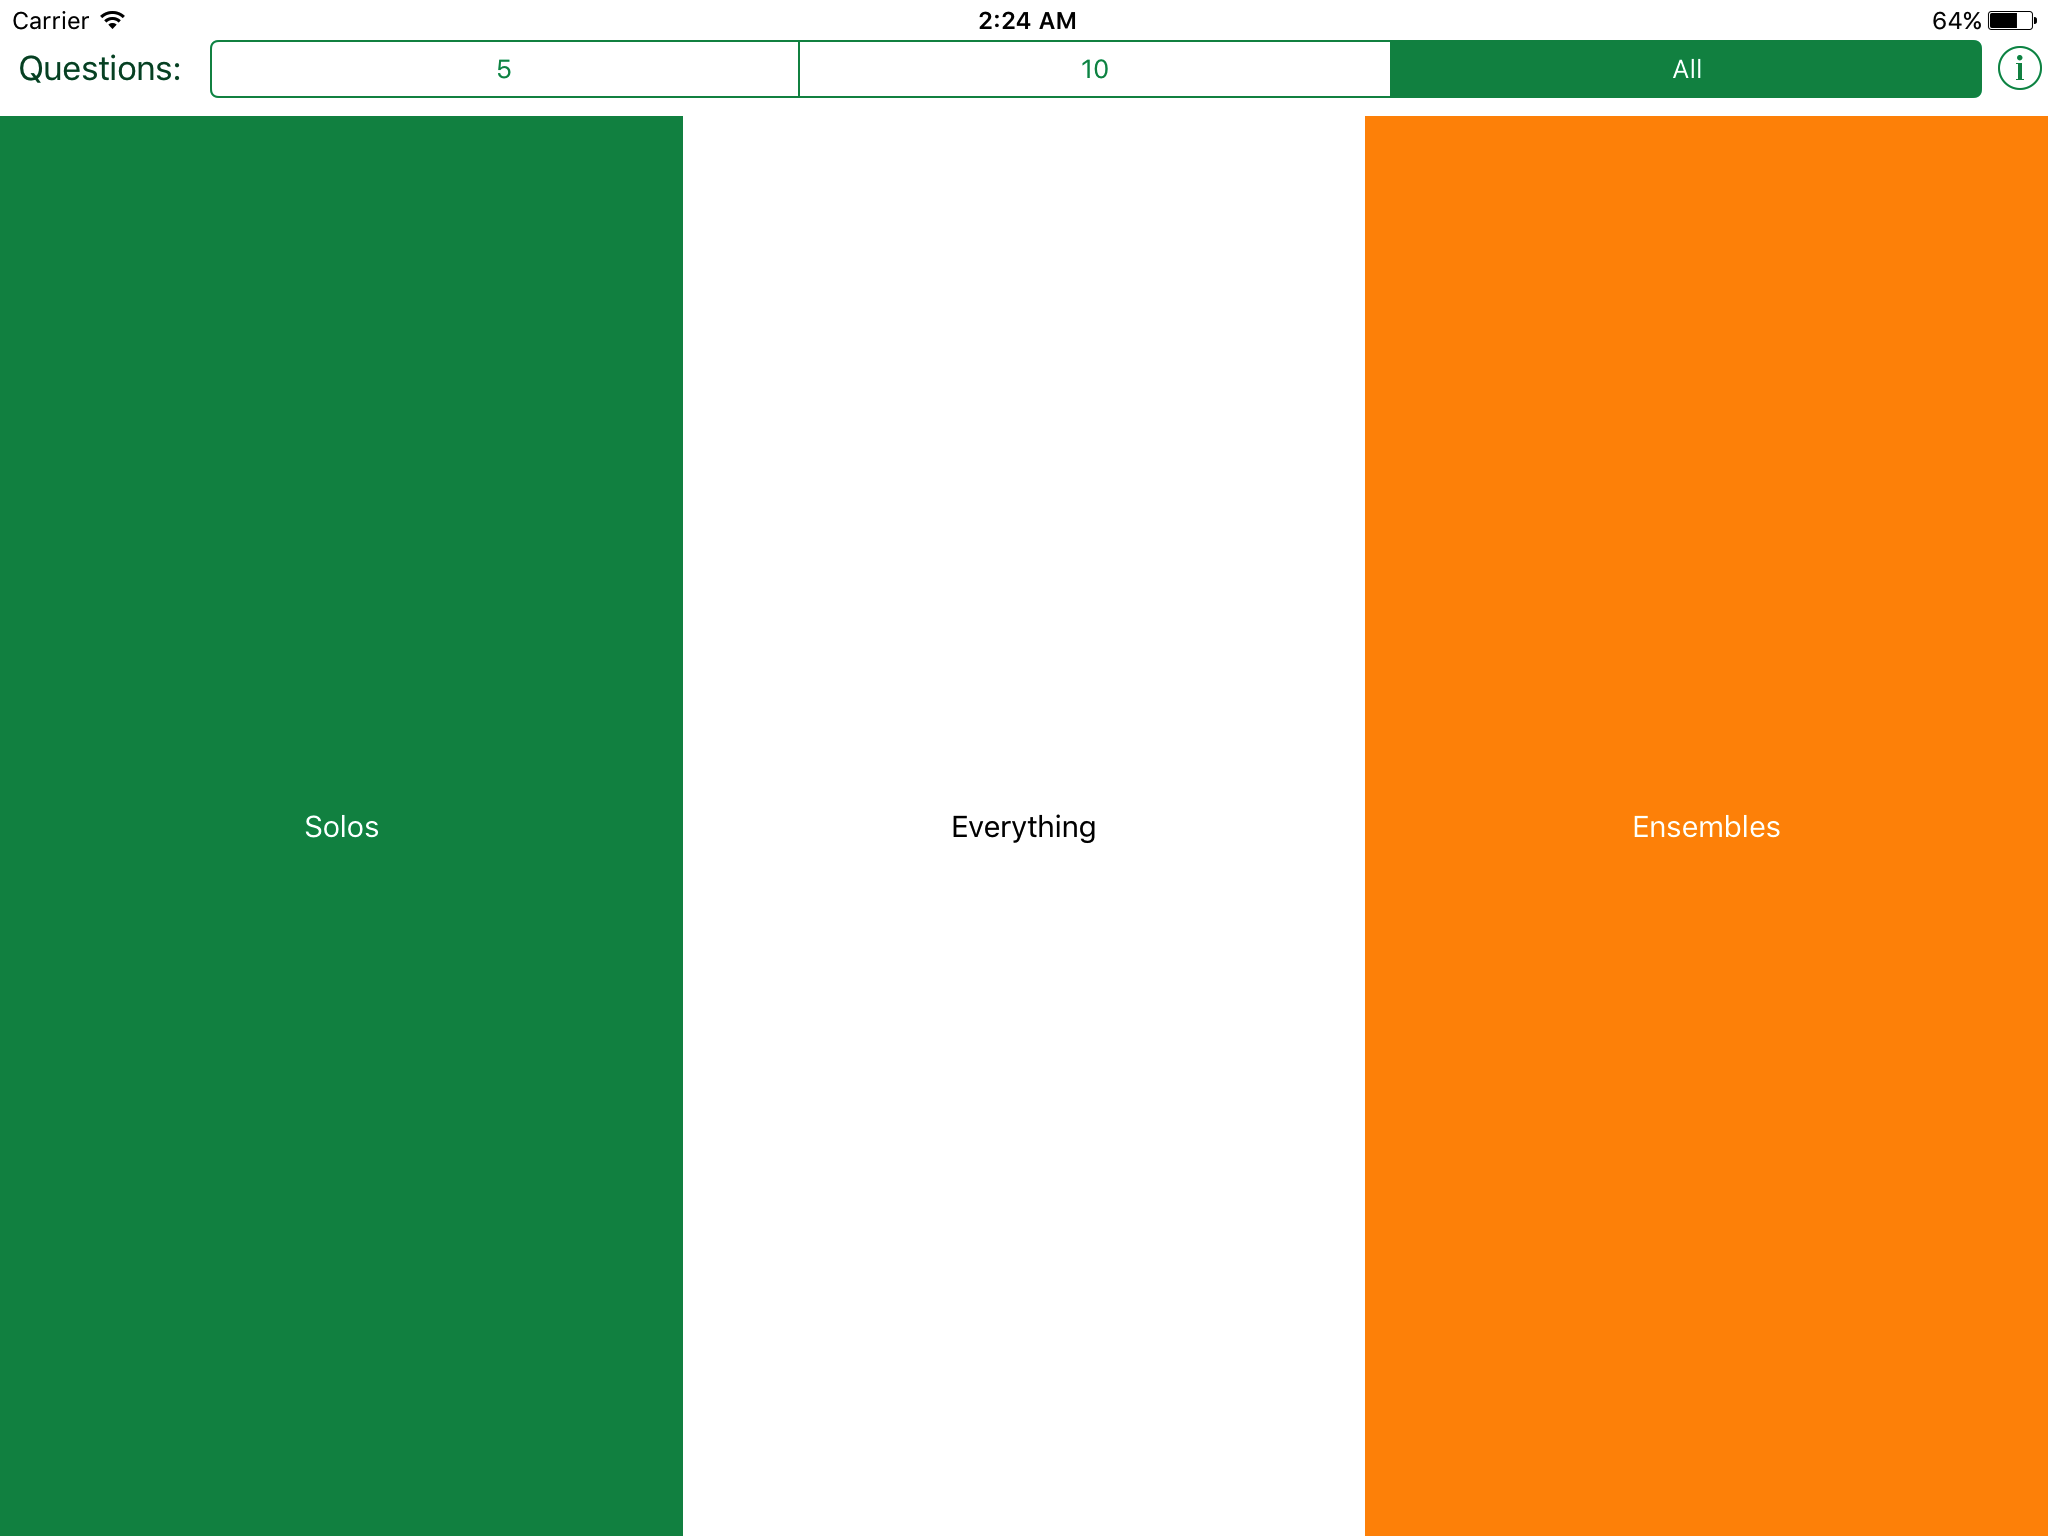 Carrier 2:24 AM 64%
Questions: 5 10 All i
Solos Everything Ensembles